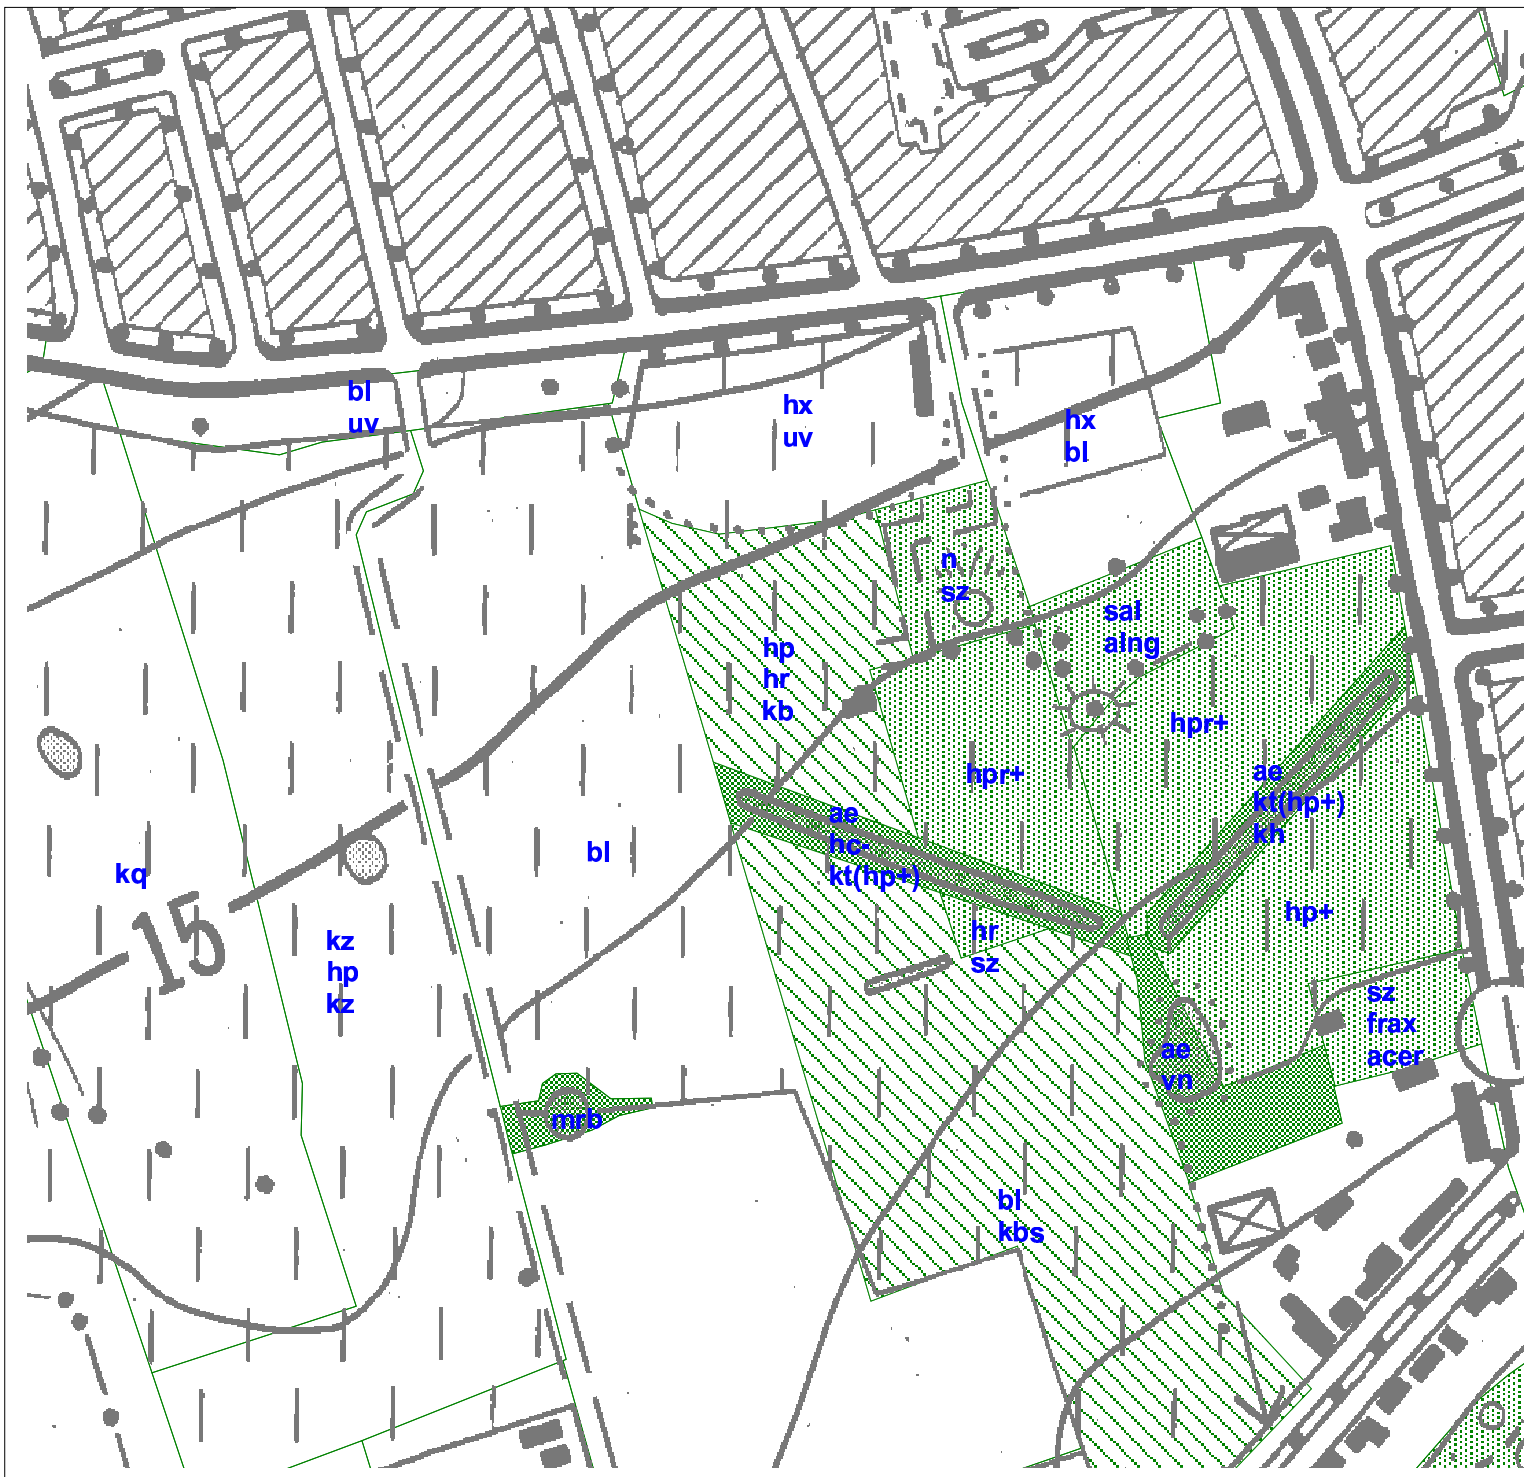 bl
uv
hx
uv
hx
bl
n
sz
sal
alng
hp
hr
kb
hpr+
hpr+
ae
kt(hp+)
kh
ae
hc-
kt(hp+)
bl
kq
15
hp+
hr
sz
kz
hp
kz
sz
frax
acer
ae
vn
mrb
bl
kbs